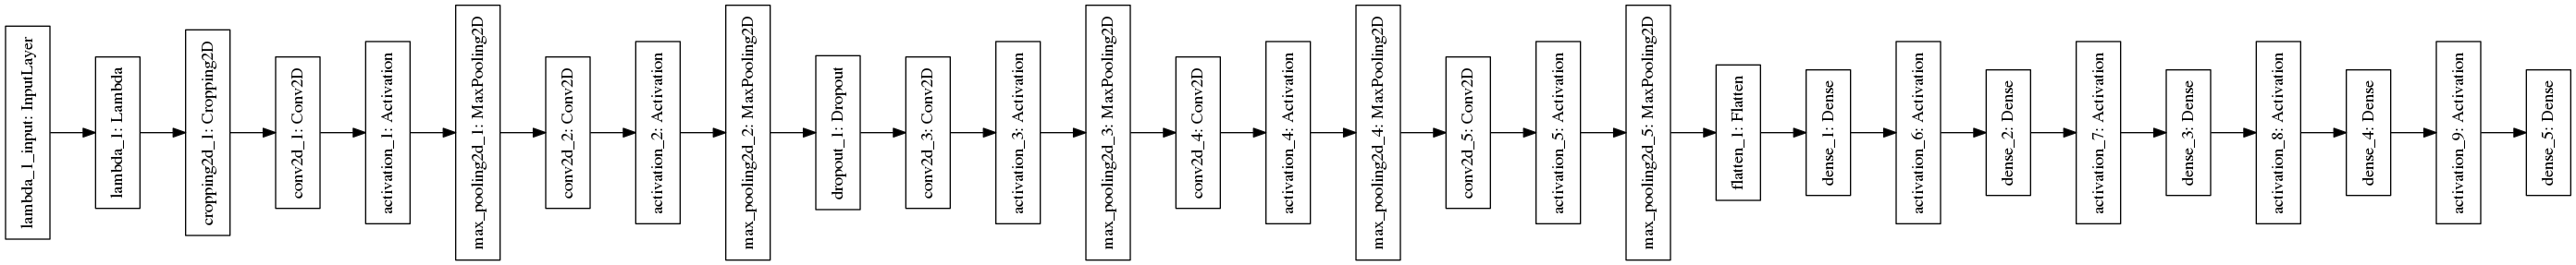 lambda_1_input: InputLayer
lambda_1: Lambda
cropping2d_1: Cropping2D
conv2d_1: Conv2D
activation_1: Activation
max_pooling2d_1: MaxPooling2D
conv2d_2: Conv2D
activation_2: Activation
max_pooling2d_2: MaxPooling2D
dropout_1: Dropout
conv2d_3: Conv2D
activation_3: Activation
max_pooling2d_3: MaxPooling2D
conv2d_4: Conv2D
activation_4: Activation
max_pooling2d_4: MaxPooling2D
conv2d_5: Conv2D
activation_5: Activation
max_pooling2d_5: MaxPooling2D
flatten_1: Flatten
dense_1: Dense
activation_6: Activation
dense_2: Dense
activation_7: Activation
dense_3: Dense
activation_8: Activation
dense_4: Dense
activation_9: Activation
dense_5: Dense